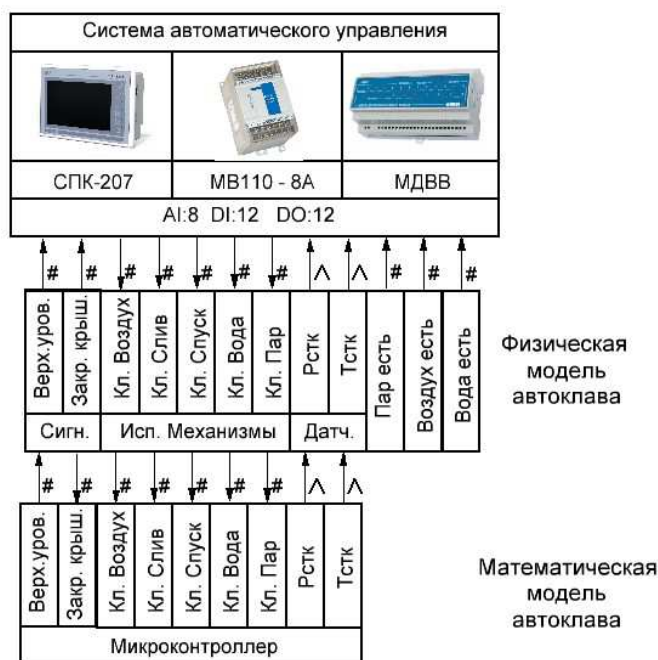 Система автоматического управления
СПК-207 МВ110 - 8А МДВВ
AI:8 DI:12 DO:12
# # # # # # # ^ ^ # # #
Верх.уров.
Закр. крыш.
Кл. Воздух
Кл. Слив
Кл. Спуск
Кл. Вода
Кл. Пар
Рстк
Тстк
Пар есть
Воздух есть
Вода есть
Физическая
модель
автоклава
Сигн. Исп. Механизмы Датч.
# # # # # # # ^ ^
Верх.уров.
Закр. крыш.
Кл. Воздух
Кл. Слив
Кл. Спуск
Кл. Вода
Кл. Пар
Рстк
Тстк
Математическая
модель
автоклава
Микроконтроллер